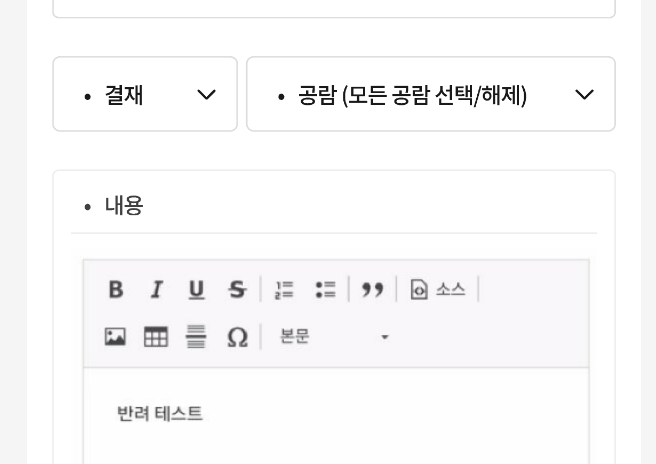 • 결재
• 공람 (모든 공람 선택/해제)
• 내용
B I U S 소스
Ω 본문
반려 테스트